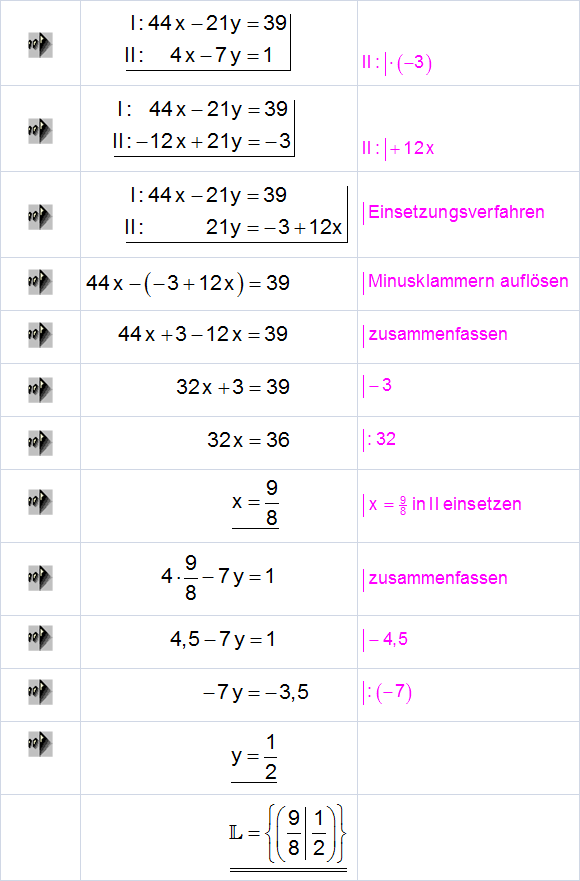 I: 44x − 21y = 39
II: 4x − 7y = 1
II: |·(−3)
I: 44x − 21y = 39
II: −12x + 21y = −3
II: |+12x
I: 44x − 21y = 39
II: 21y = −3 + 12x
|Einsetzungsverfahren
44x − (−3 + 12x) = 39
|Minusklammern auflösen
44x + 3 − 12x = 39
|zusammenfassen
32x + 3 = 39
|−3
32x = 36
|: 32
x = 9/8
|x = 9/8 in II einsetzen
4 · 9/8 − 7y = 1
|zusammenfassen
4,5 − 7y = 1
|−4,5
−7y = −3,5
|: (−7)
y = 1/2
𝕃 = {(9/8 | 1/2)}